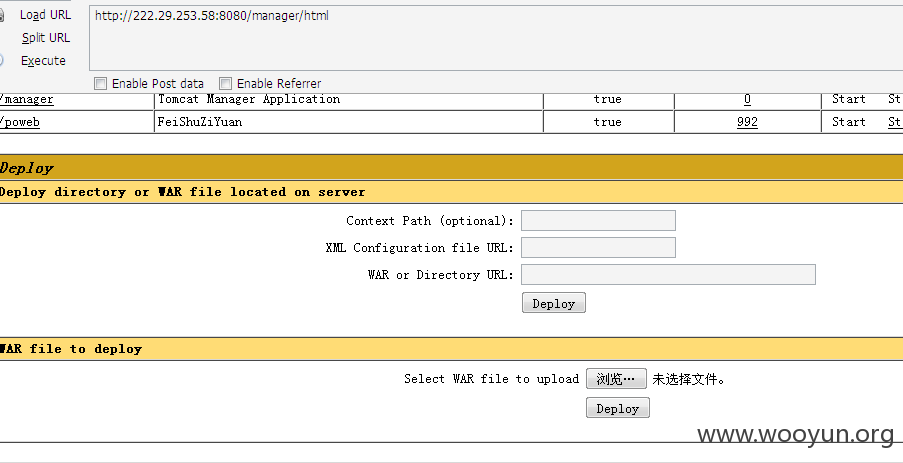 Load URL
http://222.29.253.58:8080/manager/html
Split URL
Execute
Enable Post data Enable Referrer
/manager Tomcat Manager Application true 0 Start St
/poweb FeiShuZiYuan true 992 Start St
Deploy
Deploy directory or WAR file located on server
Context Path (optional):
XML Configuration file URL:
WAR or Directory URL:
Deploy
WAR file to deploy
Select WAR file to upload 浏览… 未选择文件。
Deploy
www.wooyun.org